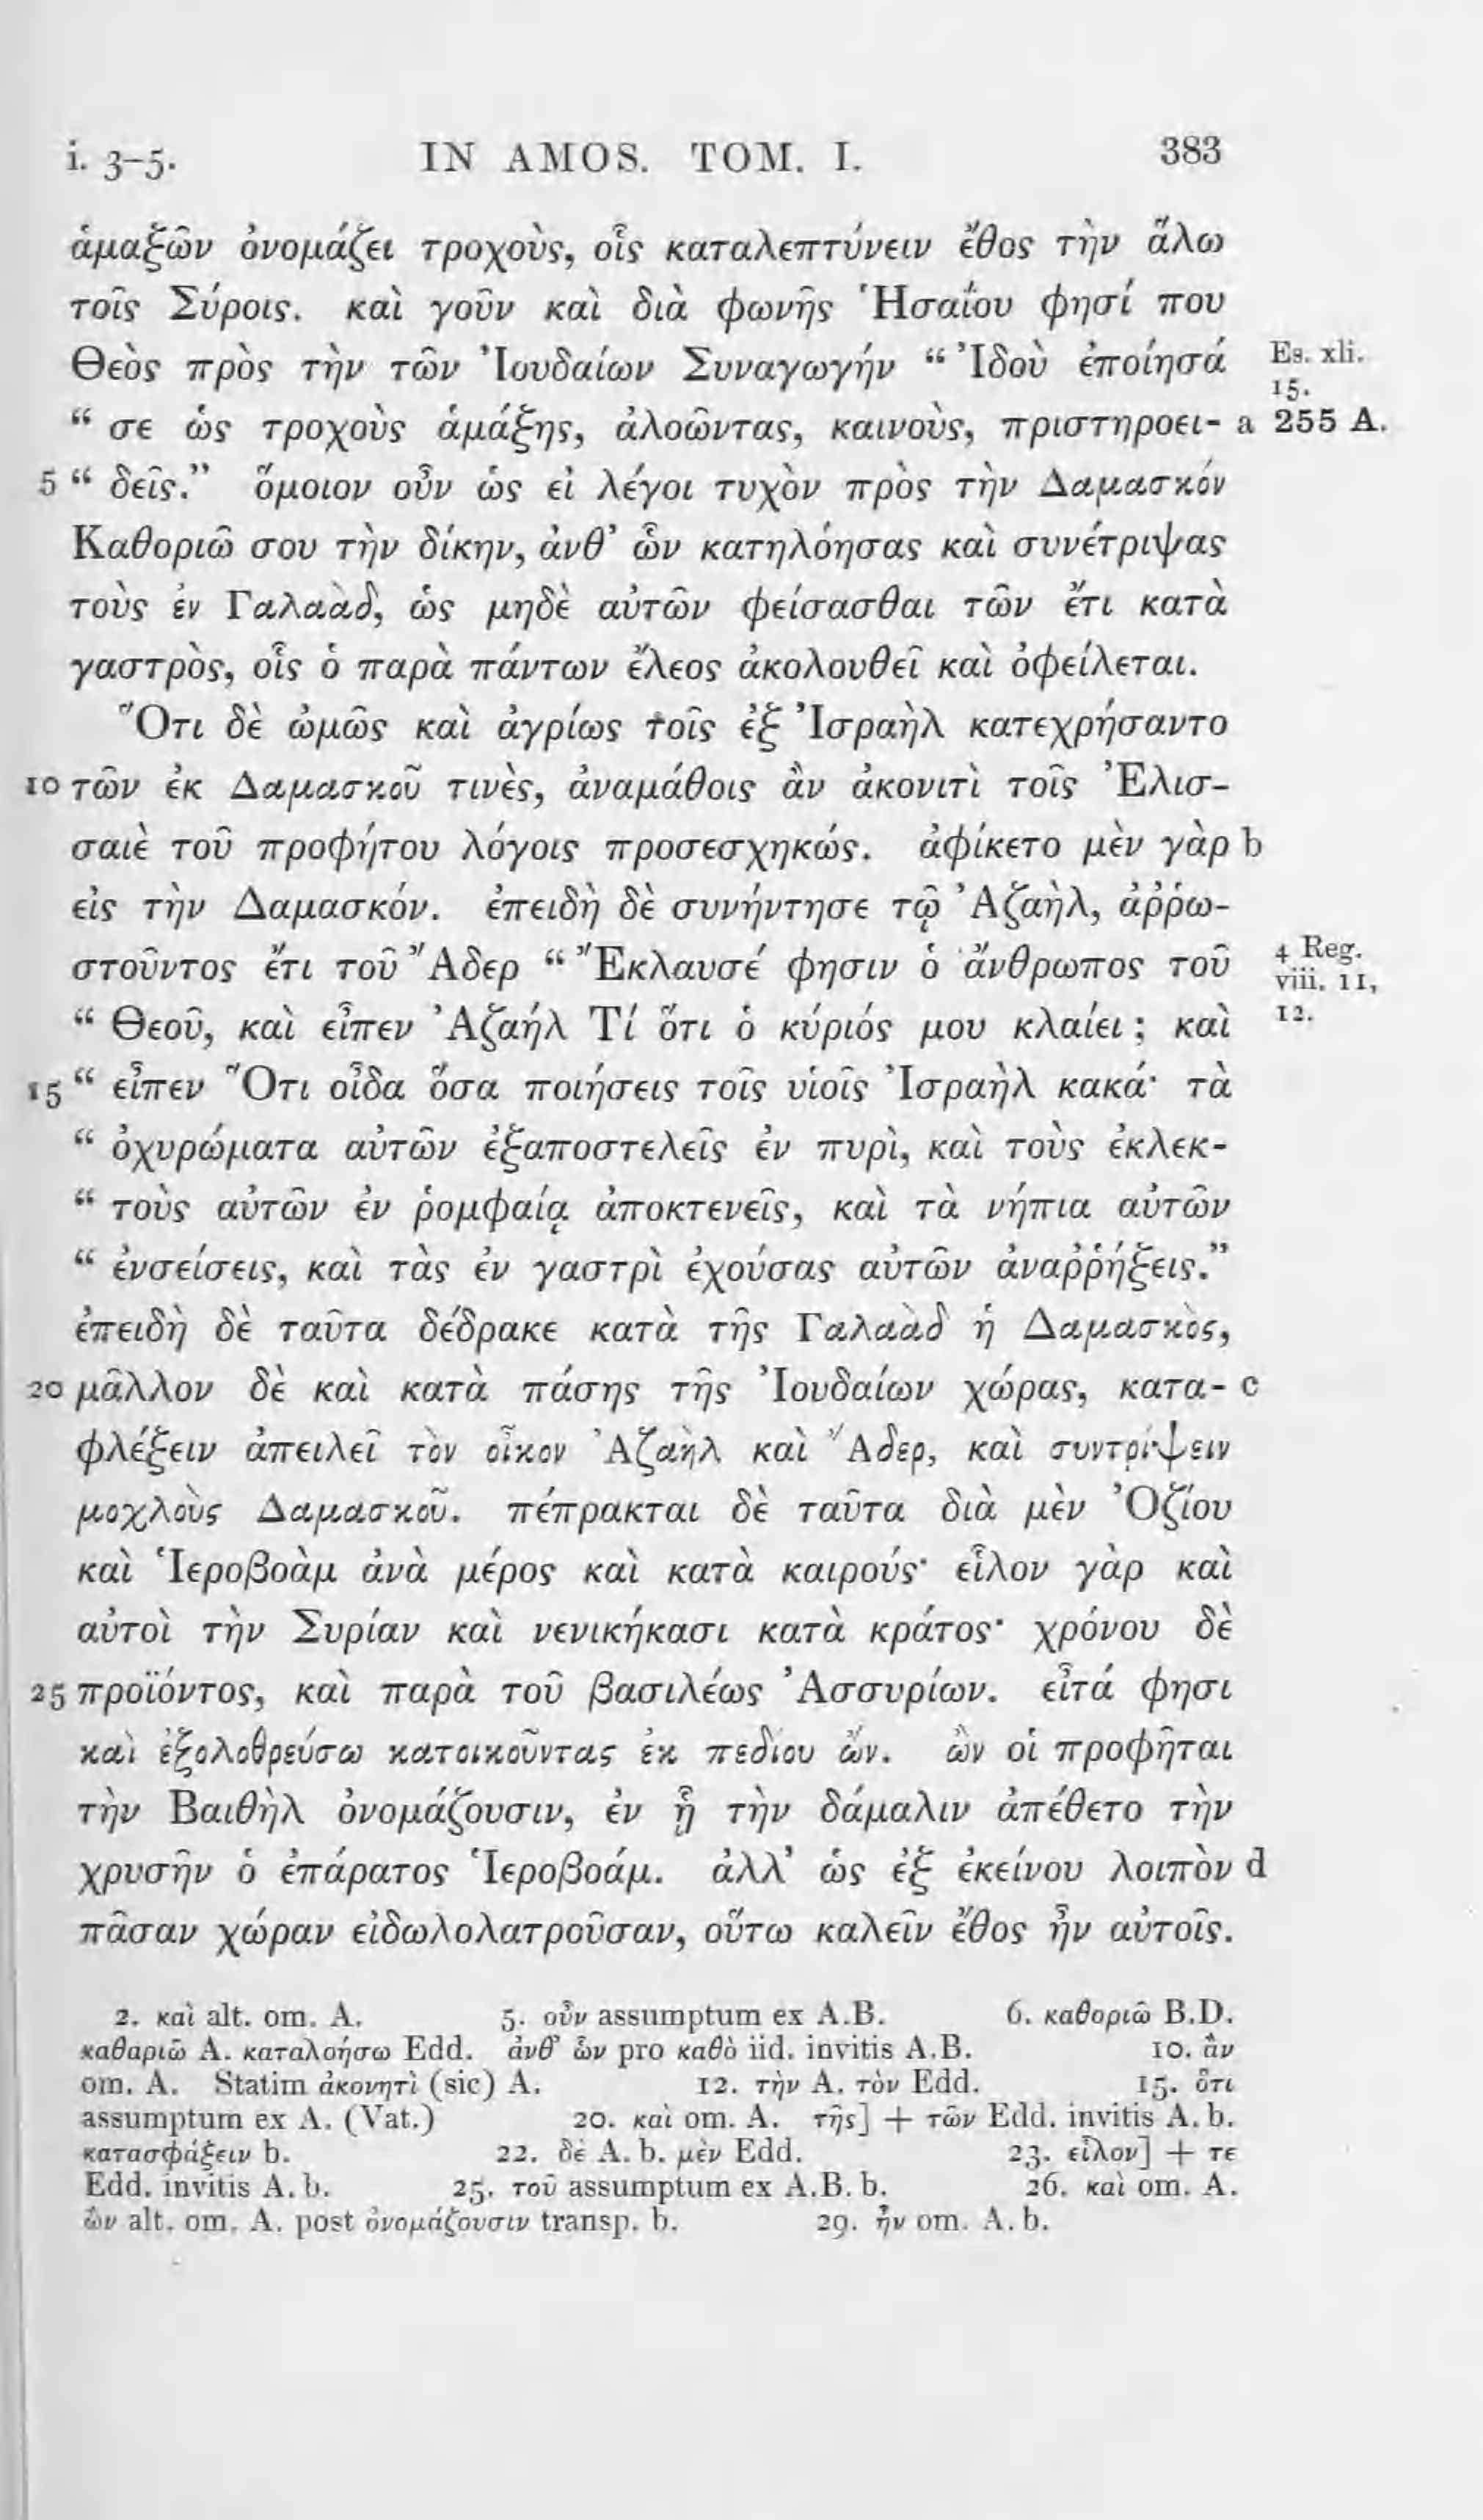 i. 3-5. IN AMOS. TOM. I. 383
ἁμαξῶν ὀνομάζει τροχοὺς, οἷς καταλεπτύνειν ἔθος τὴν ἅλω
τοῖς Σύροις. καὶ γοῦν καὶ διὰ φωνῆς Ἡσαΐου φησί που
Θεὸς πρὸς τὴν τῶν Ἰουδαίων Συναγωγήν “ Ἰδοὺ ἐποίησά Es. xli. 15.
“ σε ὡς τροχοὺς ἁμάξης, ἀλοῶντας, καινοὺς, πριστηροει- a 255 A.
5 “ δεῖς.” ὅμοιον οὖν ὡς εἰ λέγοι τυχὸν πρὸς τὴν Δαμασκόν
Καθοριῶ σου τὴν δίκην, ἀνθ’ ὧν κατηλόησας καὶ συνέτριψας
τοὺς ἐν Γαλαὰδ, ὡς μηδὲ αὐτῶν φείσασθαι τῶν ἔτι κατὰ
γαστρὸς, οἷς ὁ παρὰ πάντων ἔλεος ἀκολουθεῖ καὶ ὀφείλεται.
Ὅτι δὲ ὠμῶς καὶ ἀγρίως τοῖς ἐξ Ἰσραὴλ κατεχρήσαντο
10 τῶν ἐκ Δαμασκοῦ τινὲς, ἀναμάθοις ἂν ἀκονιτὶ τοῖς Ἐλισ-
σαιὲ τοῦ προφήτου λόγοις προσεσχηκώς. ἀφίκετο μὲν γὰρ b
εἰς τὴν Δαμασκόν. ἐπειδὴ δὲ συνήντησε τῷ Ἀζαὴλ, ἀῤῥω-
στοῦντος ἔτι τοῦ Ἄδερ “ Ἔκλαυσέ φησιν ὁ ἄνθρωπος τοῦ 4 Reg. viii. 11,
“ Θεοῦ, καὶ εἶπεν Ἀζαήλ Τί ὅτι ὁ κύριός μου κλαίει ; καὶ 12.
15 “ εἶπεν Ὅτι οἶδα ὅσα ποιήσεις τοῖς υἱοῖς Ἰσραὴλ κακά· τὰ
“ ὀχυρώματα αὐτῶν ἐξαποστελεῖς ἐν πυρὶ, καὶ τοὺς ἐκλεκ-
“ τοὺς αὐτῶν ἐν ῥομφαίᾳ ἀποκτενεῖς, καὶ τὰ νήπια αὐτῶν
“ ἐνσείσεις, καὶ τὰς ἐν γαστρὶ ἐχούσας αὐτῶν ἀναῤῥήξεις.”
ἐπειδὴ δὲ ταῦτα δέδρακε κατὰ τῆς Γαλαὰδ ἡ Δαμασκὸς,
20 μᾶλλον δὲ καὶ κατὰ πάσης τῆς Ἰουδαίων χώρας, κατα- c
φλέξειν ἀπειλεῖ τὸν οἶκον Ἀζαὴλ καὶ Ἄδερ, καὶ συντρίψειν
μοχλοὺς Δαμασκοῦ. πέπρακται δὲ ταῦτα διὰ μὲν Ὀζίου
καὶ Ἱεροβοὰμ ἀνὰ μέρος καὶ κατὰ καιρούς· εἷλον γὰρ καὶ
αὐτοὶ τὴν Συρίαν καὶ νενικήκασι κατὰ κράτος· χρόνου δὲ
25 προϊόντος, καὶ παρὰ τοῦ βασιλέως Ἀσσυρίων. εἶτά φησι
καὶ ἐξολοθρεύσω κατοικοῦντας ἐκ πεδίου ὤν. ὢν οἱ προφῆται
τὴν Βαιθὴλ ὀνομάζουσιν, ἐν ᾗ τὴν δάμαλιν ἀπέθετο τὴν
χρυσῆν ὁ ἐπάρατος Ἱεροβοάμ. ἀλλ’ ὡς ἐξ ἐκείνου λοιπὸν d
πᾶσαν χώραν εἰδωλολατροῦσαν, οὕτω καλεῖν ἔθος ἦν αὐτοῖς.
2. καὶ alt. om. A. 5. οὖν assumptum ex A.B. 6. καθοριῶ B.D.
καθαριῶ A. καταλοήσω Edd. ἀνθ’ ὧν pro καθὸ iid. invitis A.B. 10. ἂν
om. A. Statim ἀκονητὶ (sic) A. 12. τὴν A. τὸν Edd. 15. ὅτι
assumptum ex A. (Vat.) 20. καὶ om. A. τῆς] + τῶν Edd. invitis A. b.
κατασφάξειν b. 22. δὲ A. b. μὲν Edd. 23. εἷλον] + τε
Edd. invitis A. b. 25. τοῦ assumptum ex A.B. b. 26. καὶ om. A.
ὢν alt. om. A. post ὀνομάζουσιν transp. b. 29. ἦν om. A. b.